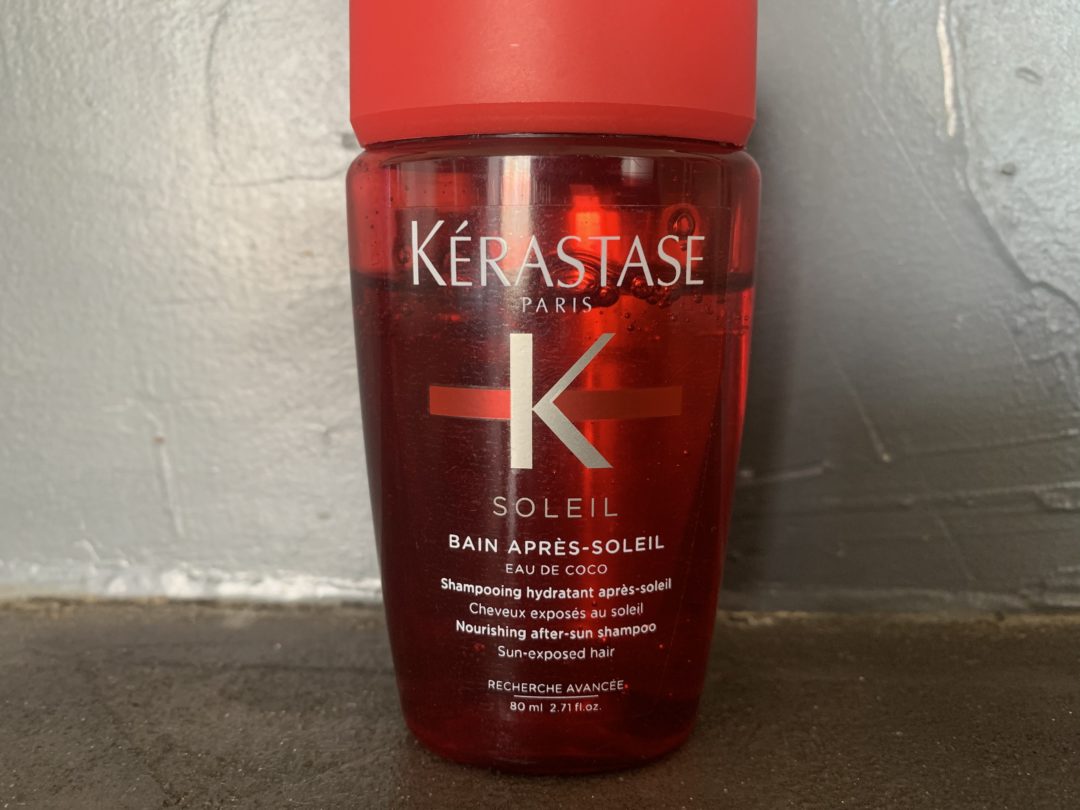 KÉRASTASE
PARIS
K
SOLEIL
BAIN APRÈS-SOLEIL
EAU DE COCO
Shampooing hydratant après-soleil
Cheveux exposés au soleil
Nourishing after-sun shampoo
Sun-exposed hair
RECHERCHE AVANCÉE
80 ml 2.71 fl.oz.